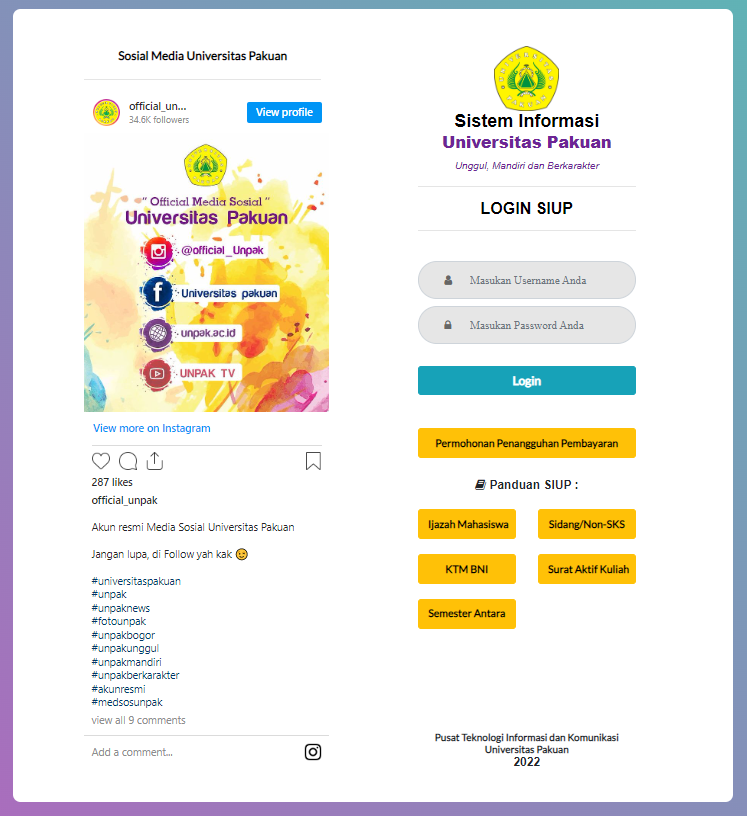 Sosial Media Universitas Pakuan
official_un...
34.6K followers
View profile
“ Official Media Sosial ”
Universitas Pakuan
@official_Unpak
Universitas pakuan
unpak.ac.id
UNPAK TV
View more on Instagram
287 likes
official_unpak
Akun resmi Media Sosial Universitas Pakuan
Jangan lupa, di Follow yah kak 😉
#universitaspakuan
#unpak
#unpaknews
#fotounpak
#unpakbogor
#unpakunggul
#unpakmandiri
#unpakberkarakter
#akunresmi
#medsosunpak
view all 9 comments
Add a comment...
UNIVERSITAS
PAKUAN
Sistem Informasi
Universitas Pakuan
Unggul, Mandiri dan Berkarakter
LOGIN SIUP
Masukan Username Anda
Masukan Password Anda
Login
Permohonan Penangguhan Pembayaran
Panduan SIUP :
Ijazah Mahasiswa
Sidang/Non-SKS
KTM BNI
Surat Aktif Kuliah
Semester Antara
Pusat Teknologi Informasi dan Komunikasi
Universitas Pakuan
2022